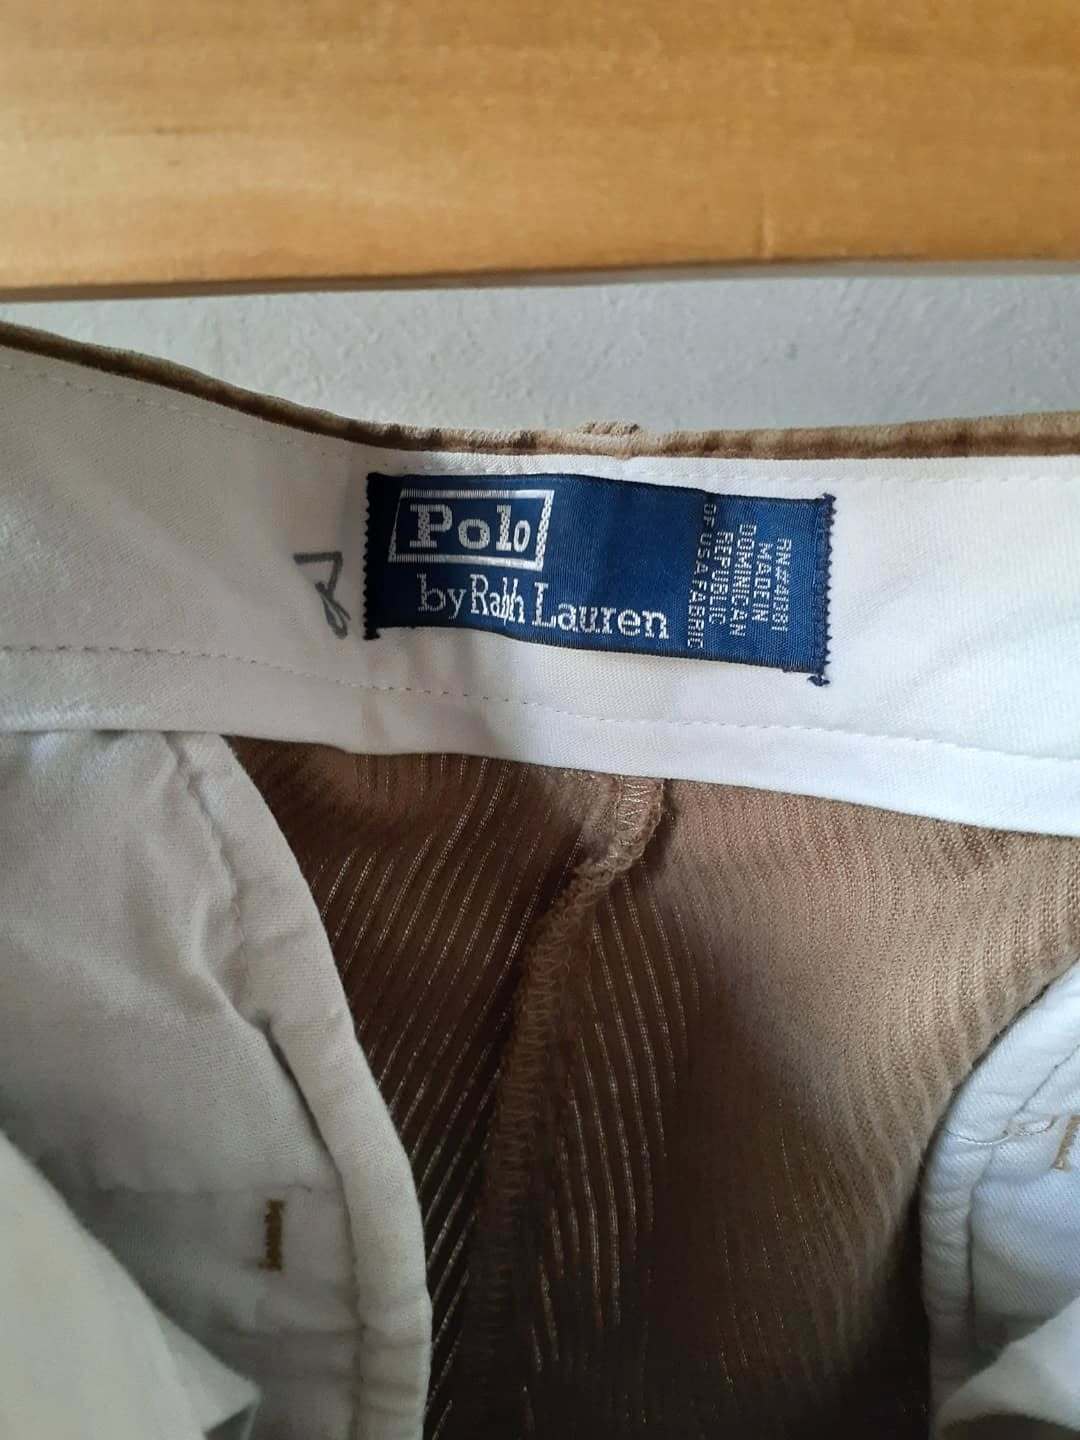 Polo
by Ralph Lauren
RN#41381
MADE IN
DOMINICAN
REPUBLIC
OF USA FABRIC